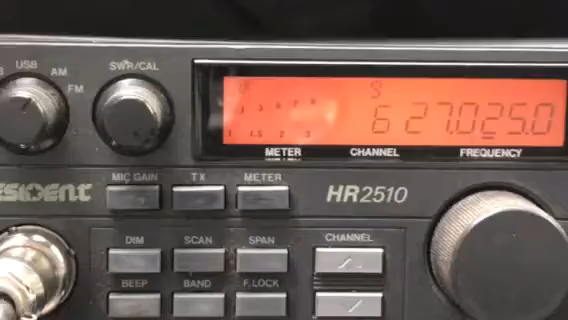 USB
AM
FM
SWR/CAL
S
6 27.025.0
METER CHANNEL FREQUENCY
MIC GAIN TX METER
HR2510
DIM SCAN SPAN CHANNEL
BEEP BAND F.LOCK